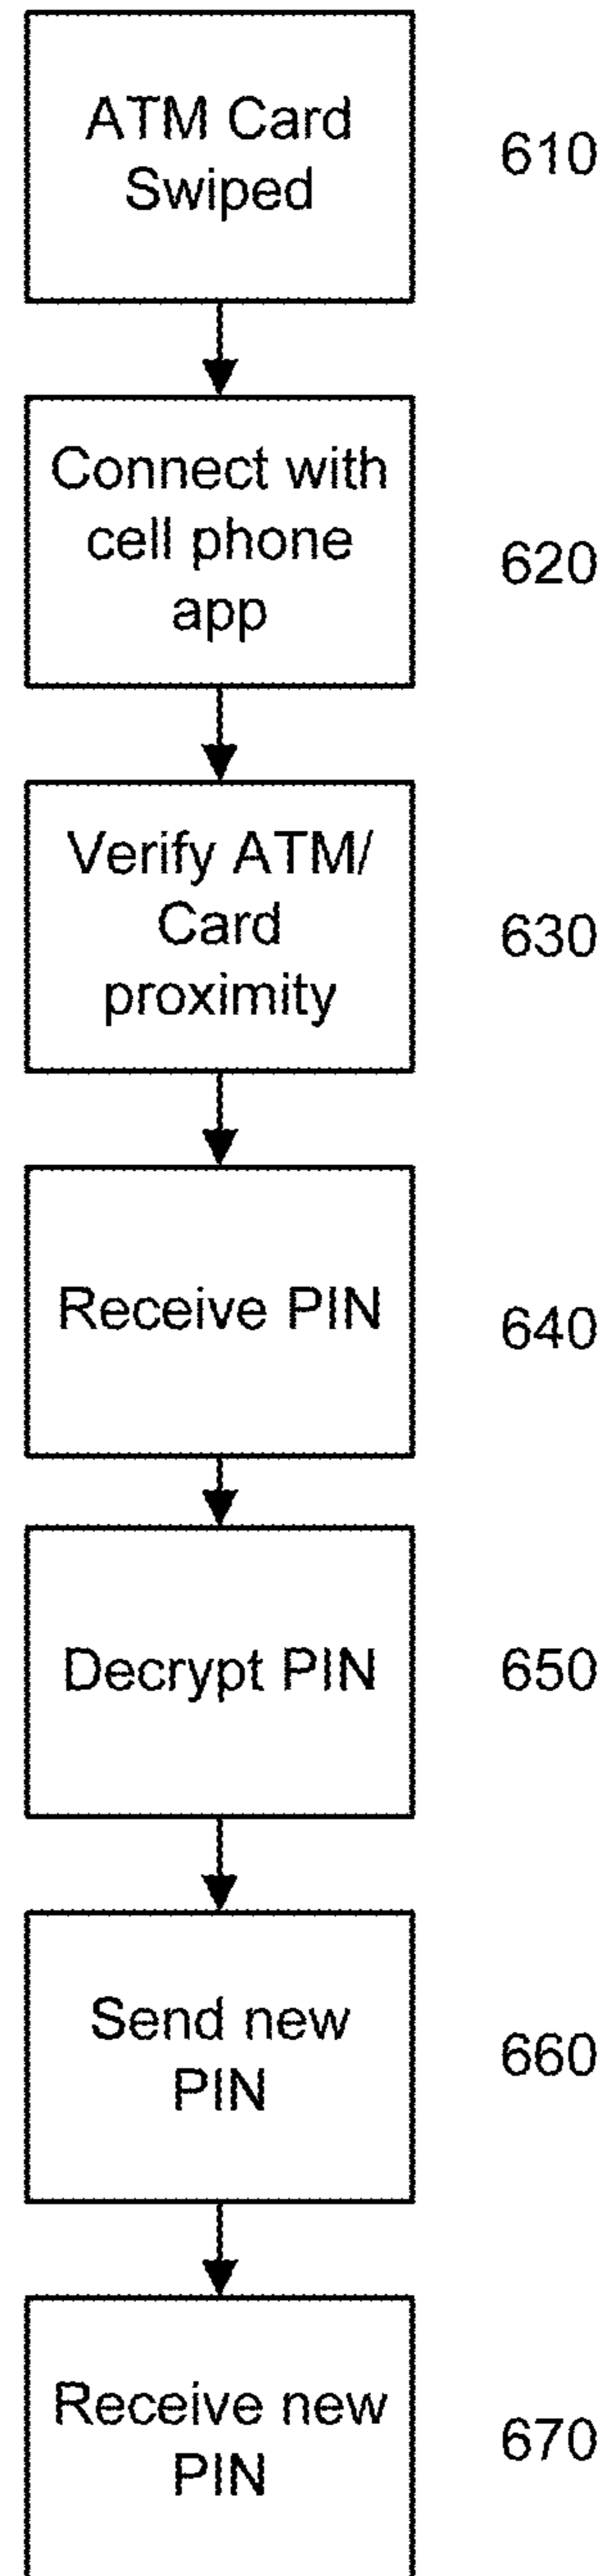 ATM Card
Swiped
610
Connect with
cell phone
app
620
Verify ATM/
Card
proximity
630
Receive PIN
640
Decrypt PIN
650
Send new
PIN
660
Receive new
PIN
670